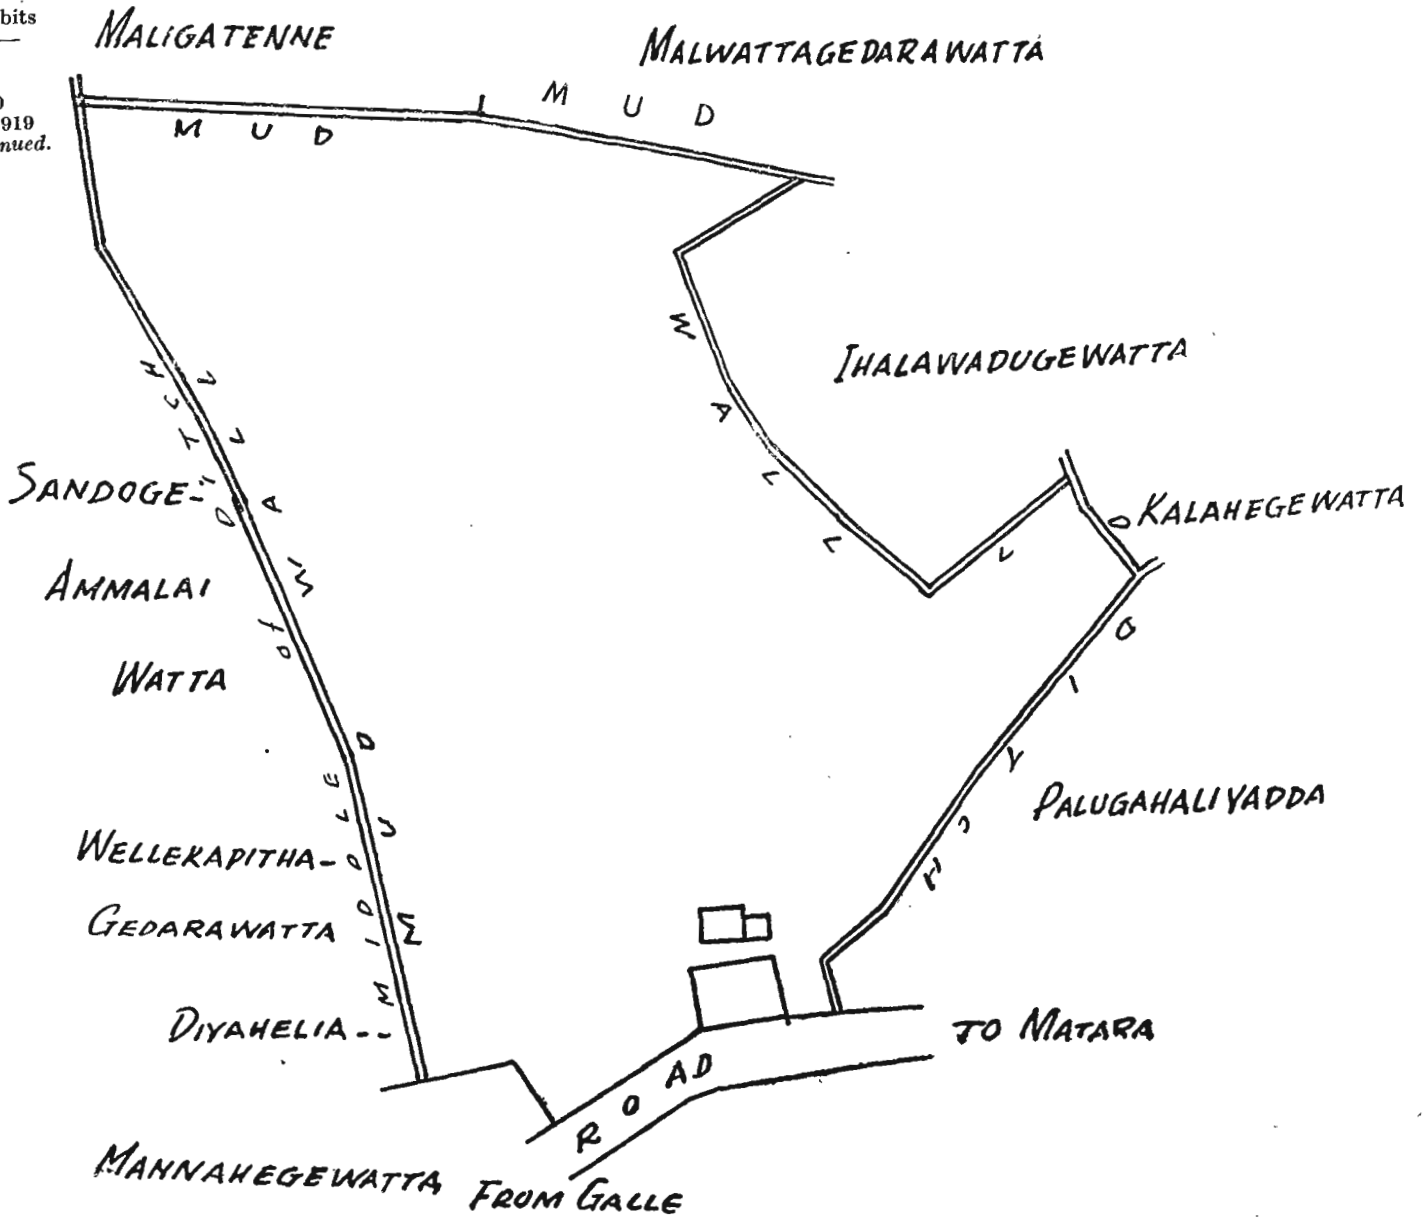 bits
919
nued.
MALIGATENNE
MALWATTAGEDARAWATTA
MUD
MUD
WALL
IHALAWADUGEWATTA
KALAHEGEWATTA
SANDOGE-
AMMALAI
WATTA
MIDDLE of DITCH
MUD WALL
WELLEKAPITHA-
GEDARAWATTA
DIYAHELIA--
PALUGAHALIYADDA
TO MATARA
ROAD
MANNAHEGEWATTA
FROM GALLE